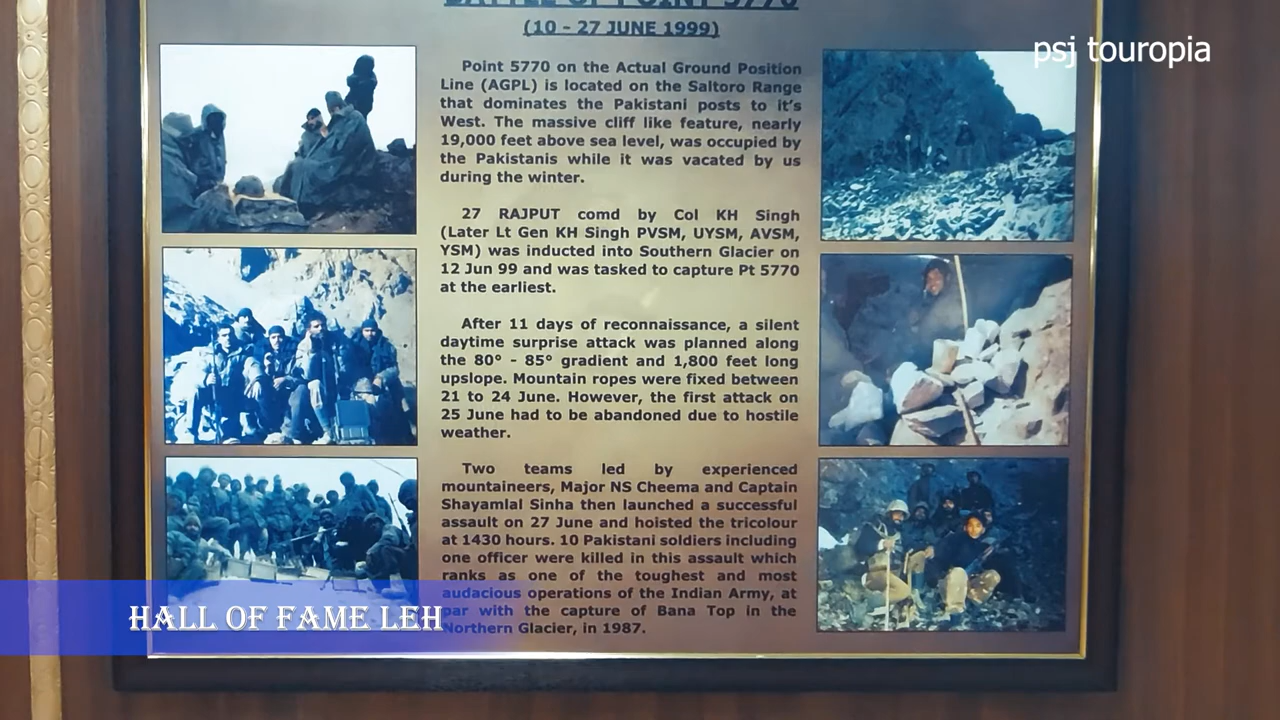 BATTLE OF POINT 5770
(10 - 27 JUNE 1999)
psj touropia
Point 5770 on the Actual Ground Position
Line (AGPL) is located on the Saltoro Range
that dominates the Pakistani posts to it's
West. The massive cliff like feature, nearly
19,000 feet above sea level, was occupied by
the Pakistanis while it was vacated by us
during the winter.
27 RAJPUT comd by Col KH Singh
(Later Lt Gen KH Singh PVSM, UYSM, AVSM,
YSM) was inducted into Southern Glacier on
12 Jun 99 and was tasked to capture Pt 5770
at the earliest.
After 11 days of reconnaissance, a silent
daytime surprise attack was planned along
the 80° - 85° gradient and 1,800 feet long
upslope. Mountain ropes were fixed between
21 to 24 June. However, the first attack on
25 June had to be abandoned due to hostile
weather.
Two teams led by experienced
mountaineers, Major NS Cheema and Captain
Shayamlal Sinha then launched a successful
assault on 27 June and hoisted the tricolour
at 1430 hours. 10 Pakistani soldiers including
one officer were killed in this assault which
ranks as one of the toughest and most
audacious operations of the Indian Army, at
par with the capture of Bana Top in the
Northern Glacier, in 1987.
HALL OF FAME LEH